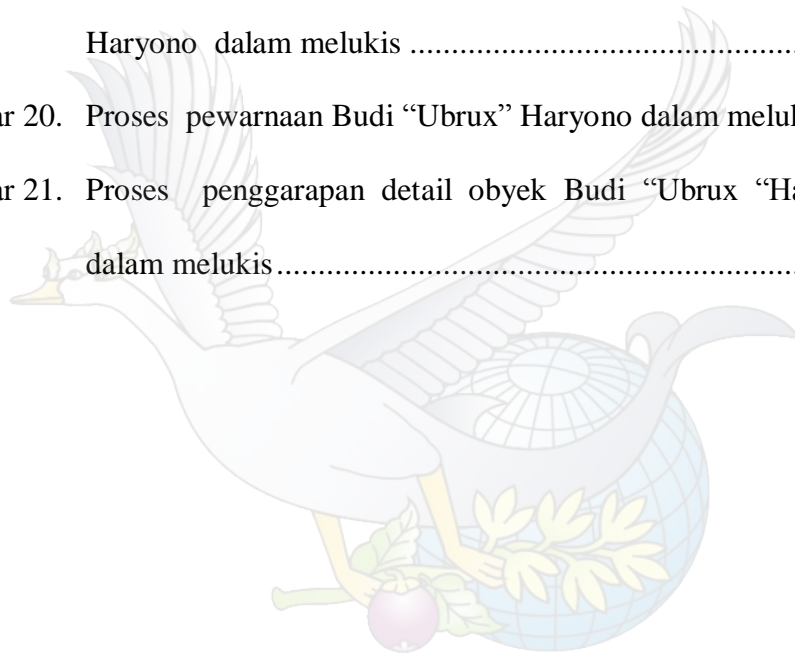 Haryono dalam melukis ..............................................
ar 20. Proses pewarnaan Budi “Ubrux” Haryono dalam meluk
ar 21. Proses penggarapan detail obyek Budi “Ubrux “Ha
dalam melukis..............................................................